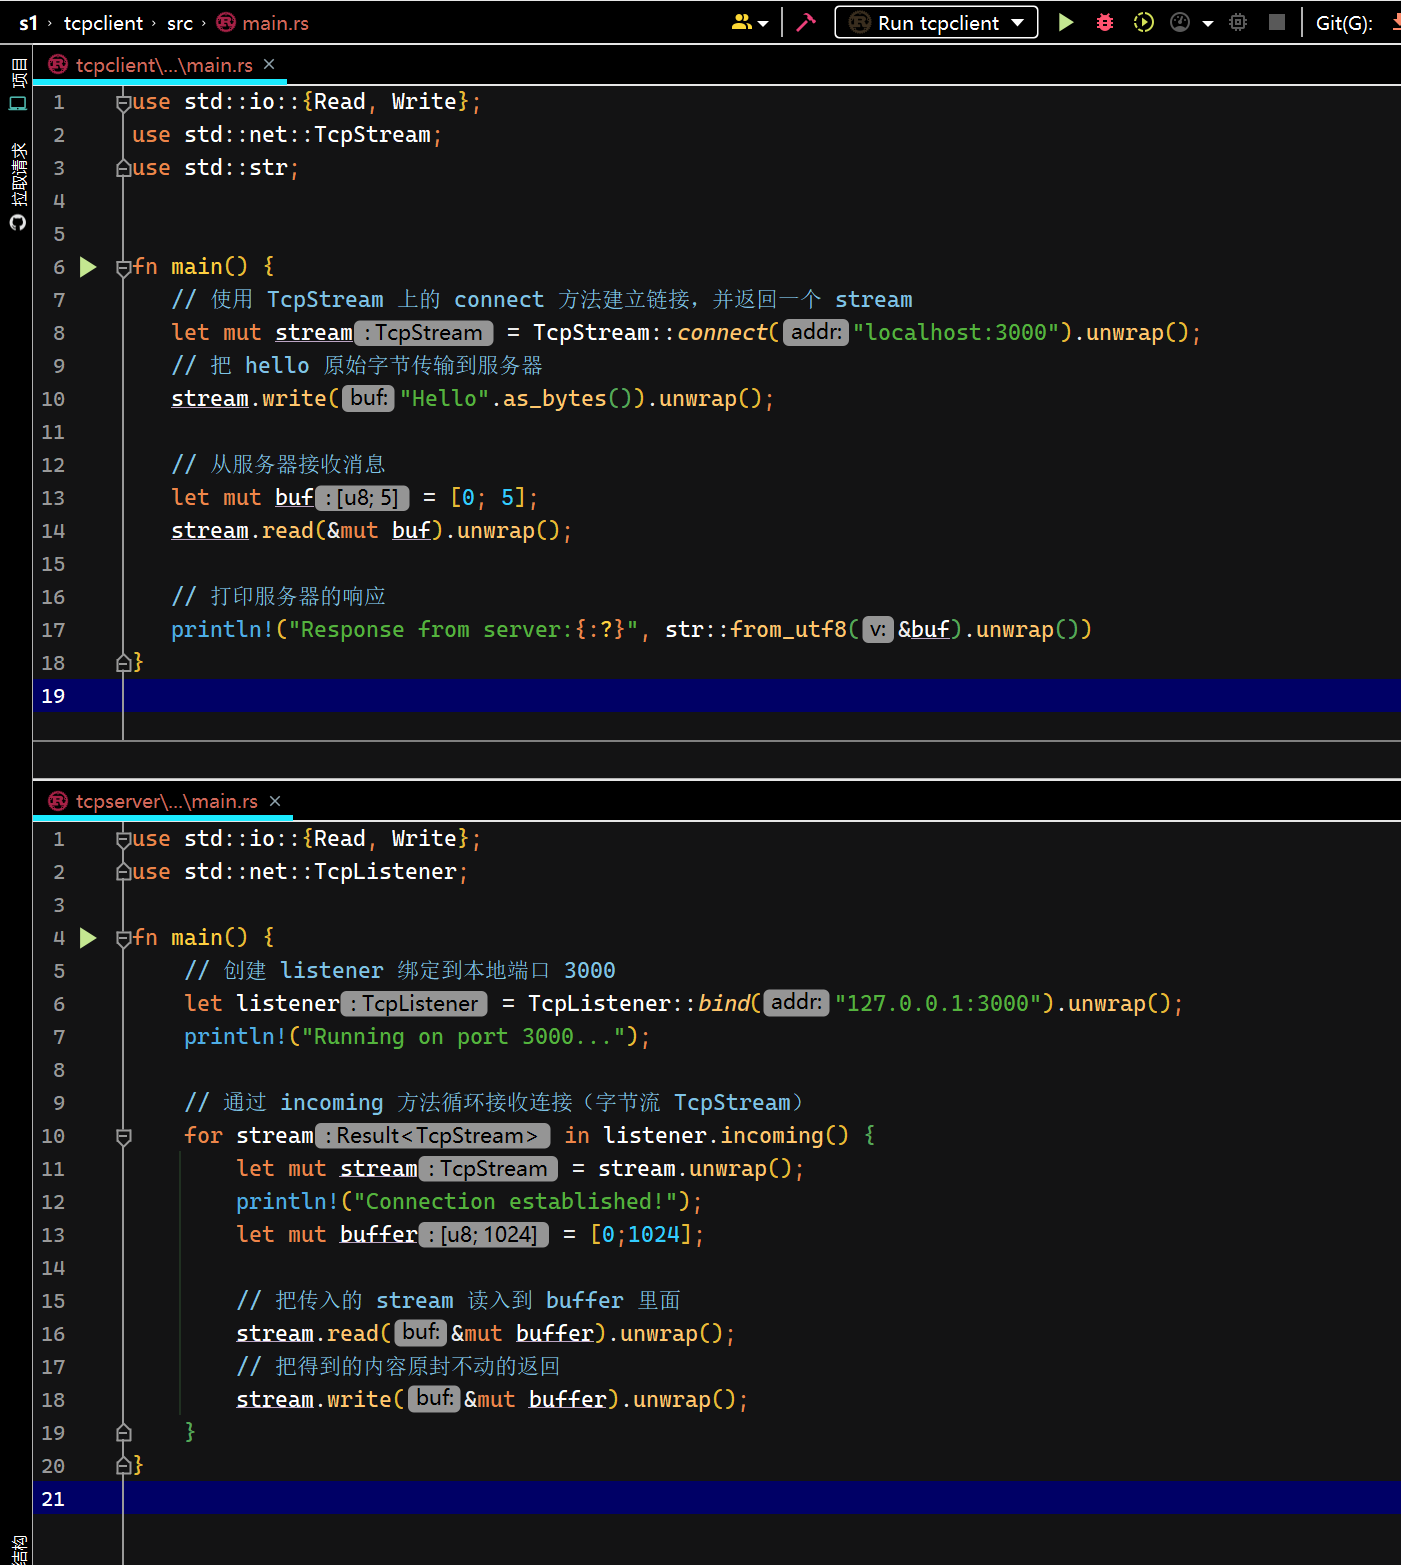 s1 › tcpclient › src › main.rs Run tcpclient Git(G):
项目
拉取请求
tcpclient\...\main.rs ×
1 use std::io::{Read, Write};
2 use std::net::TcpStream;
3 use std::str;
4
5
6 fn main() {
7 // 使用 TcpStream 上的 connect 方法建立链接，并返回一个 stream
8 let mut stream : TcpStream = TcpStream::connect( addr: "localhost:3000").unwrap();
9 // 把 hello 原始字节传输到服务器
10 stream.write( buf: "Hello".as_bytes()).unwrap();
11
12 // 从服务器接收消息
13 let mut buf : [u8; 5] = [0; 5];
14 stream.read(&mut buf).unwrap();
15
16 // 打印服务器的响应
17 println!("Response from server:{:?}", str::from_utf8( v: &buf).unwrap())
18 }
19
tcpserver\...\main.rs ×
1 use std::io::{Read, Write};
2 use std::net::TcpListener;
3
4 fn main() {
5 // 创建 listener 绑定到本地端口 3000
6 let listener : TcpListener = TcpListener::bind( addr: "127.0.0.1:3000").unwrap();
7 println!("Running on port 3000...");
8
9 // 通过 incoming 方法循环接收连接（字节流 TcpStream）
10 for stream : Result<TcpStream> in listener.incoming() {
11 let mut stream : TcpStream = stream.unwrap();
12 println!("Connection established!");
13 let mut buffer : [u8; 1024] = [0;1024];
14
15 // 把传入的 stream 读入到 buffer 里面
16 stream.read( buf: &mut buffer).unwrap();
17 // 把得到的内容原封不动的返回
18 stream.write( buf: &mut buffer).unwrap();
19 }
20 }
21
结构